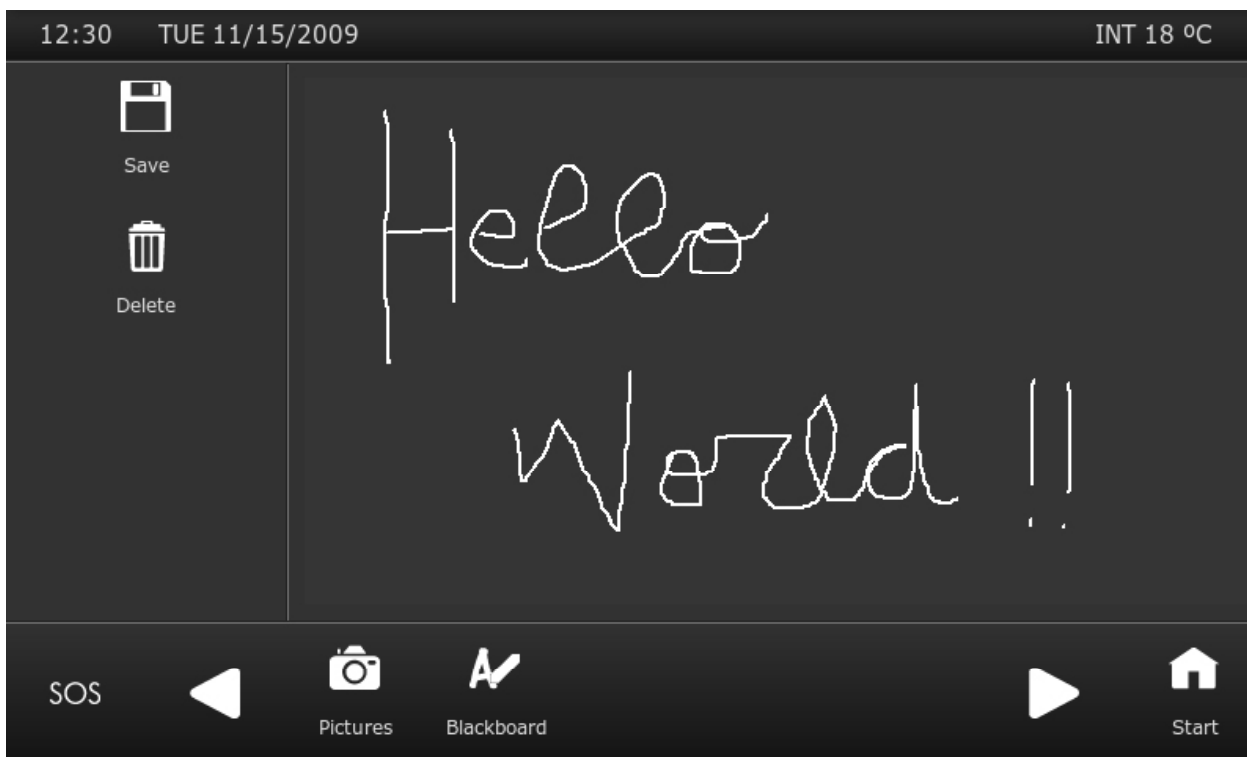 12:30 TUE 11/15/2009 INT 18 ºC
Save
Delete
Hello
World !!
SOS
Pictures
Blackboard
Start